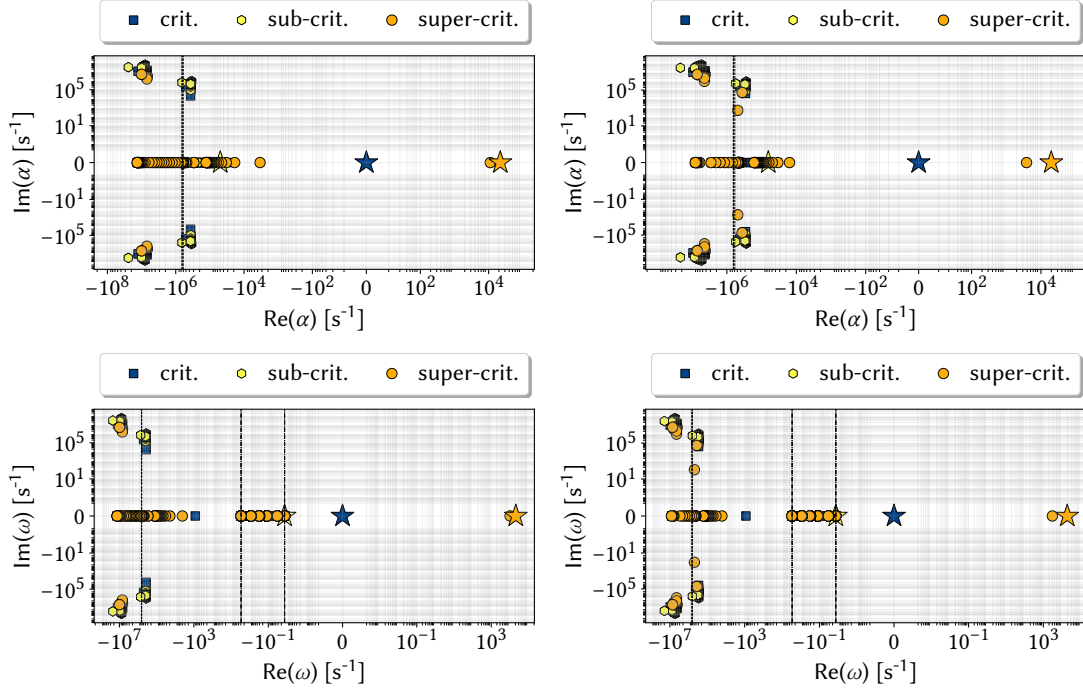 crit. sub-crit. super-crit.
crit. sub-crit. super-crit.
Im(α) [s⁻¹]
10⁵
10¹
0
−10¹
−10⁵
−10⁸ −10⁶ −10⁴ −10² 0 10² 10⁴
Re(α) [s⁻¹]
Im(α) [s⁻¹]
10⁵
10¹
0
−10¹
−10⁵
−10⁶ −10⁴ −10² 0 10² 10⁴
Re(α) [s⁻¹]
crit. sub-crit. super-crit.
crit. sub-crit. super-crit.
Im(ω) [s⁻¹]
10⁵
10¹
0
−10¹
−10⁵
−10⁷ −10³ −10⁻¹ 0 10⁻¹ 10³
Re(ω) [s⁻¹]
Im(ω) [s⁻¹]
10⁵
10¹
0
−10¹
−10⁵
−10⁷ −10³ −10⁻¹ 0 10⁻¹ 10³
Re(ω) [s⁻¹]